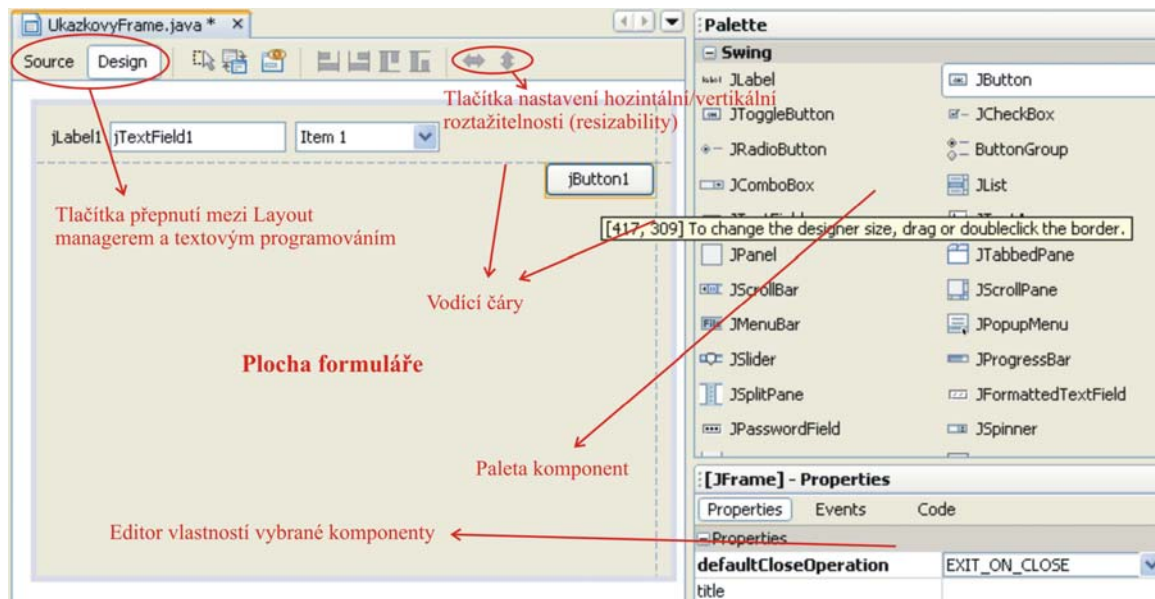 UkazkovyFrame.java *
Source Design
Tlačítka nastavení hozintální/vertikální
roztažitelnosti (resizability)
jLabel1 jTextField1 Item 1
jButton1
Tlačítka přepnutí mezi Layout
managerem a textovým programováním
[417, 309] To change the designer size, drag or doubleclick the border.
Vodící čáry
Plocha formuláře
Paleta komponent
Editor vlastností vybrané komponenty
Palette
Swing
label JLabel JButton
JToggleButton JCheckBox
JRadioButton ButtonGroup
JComboBox JList
JPanel JTabbedPane
JScrollBar JScrollPane
File JMenuBar JPopupMenu
JSlider JProgressBar
JSplitPane JFormattedTextField
JPasswordField JSpinner
[JFrame] - Properties
Properties Events Code
Properties
defaultCloseOperation EXIT_ON_CLOSE
title